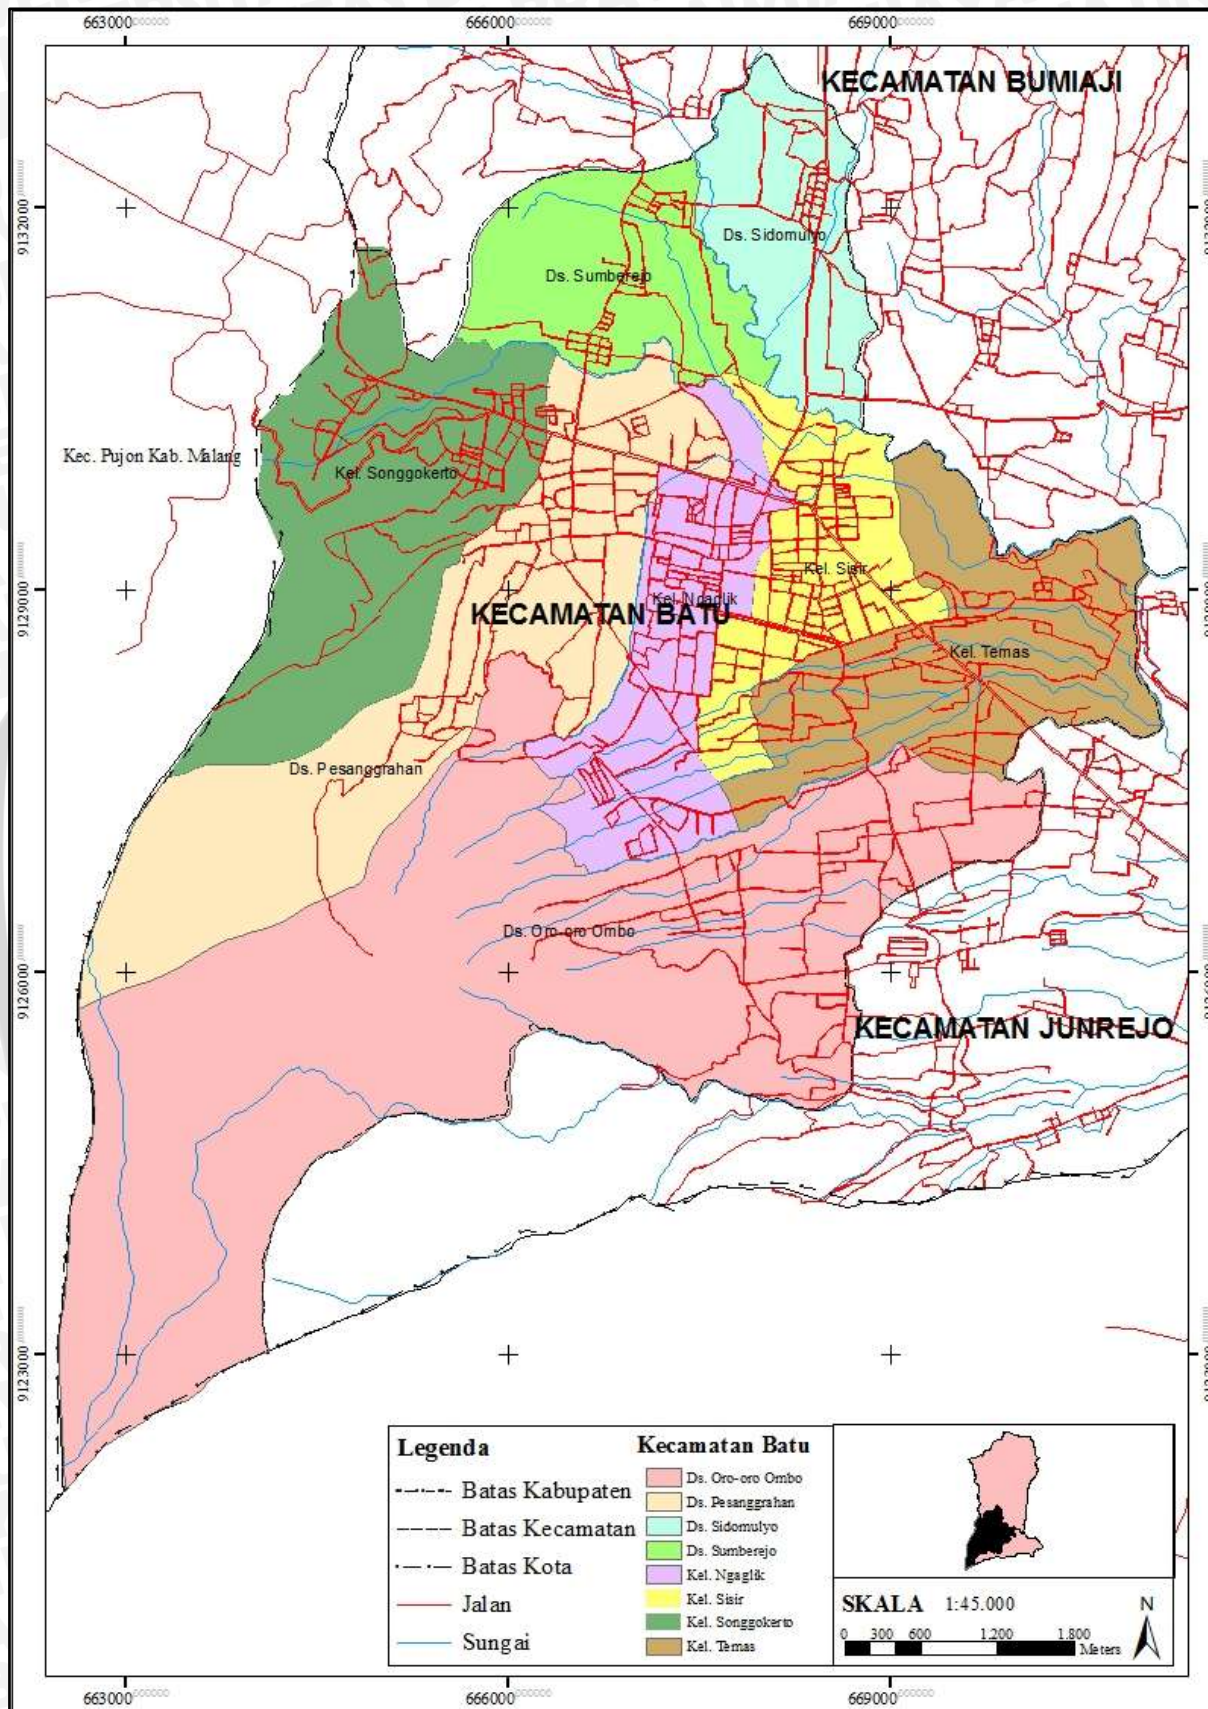 663000 666000 669000
KECAMATAN BUMIAJI
9132000
Ds. Sidomulyo
Ds. Sumberejo
Kec. Pujon Kab. Malang
Kel. Songgokerto
Kel. Sisir
9129000
Kel. Ngaglik
KECAMATAN BATU
Kel. Temas
Ds. Pesanggrahan
Ds. Oro-oro Ombo
9126000
KECAMATAN JUNREJO
9123000
Legenda
Batas Kabupaten
Batas Kecamatan
Batas Kota
Jalan
Sungai
Kecamatan Batu
Ds. Oro-oro Ombo
Ds. Pesanggrahan
Ds. Sidomulyo
Ds. Sumberejo
Kel. Ngaglik
Kel. Sisir
Kel. Songgokerto
Kel. Temas
SKALA 1:45.000
N
0 300 600 1.200 1.800
Meters
663000 666000 669000